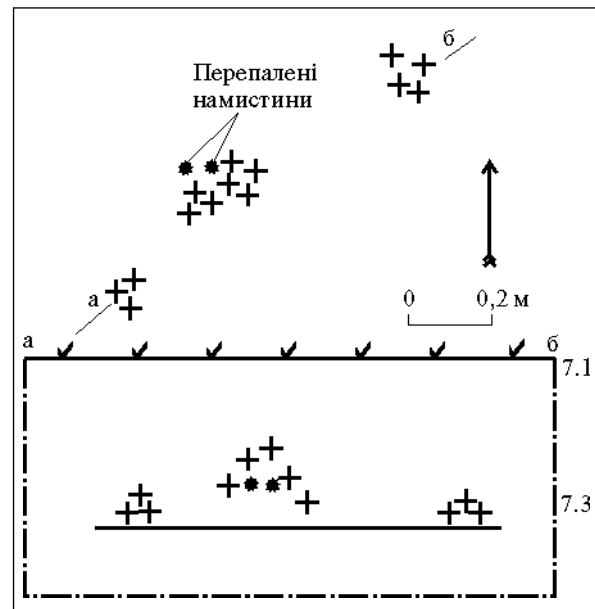 б
Перепалені
намистини
а
0 0,2 м
а б
7.1
7.3